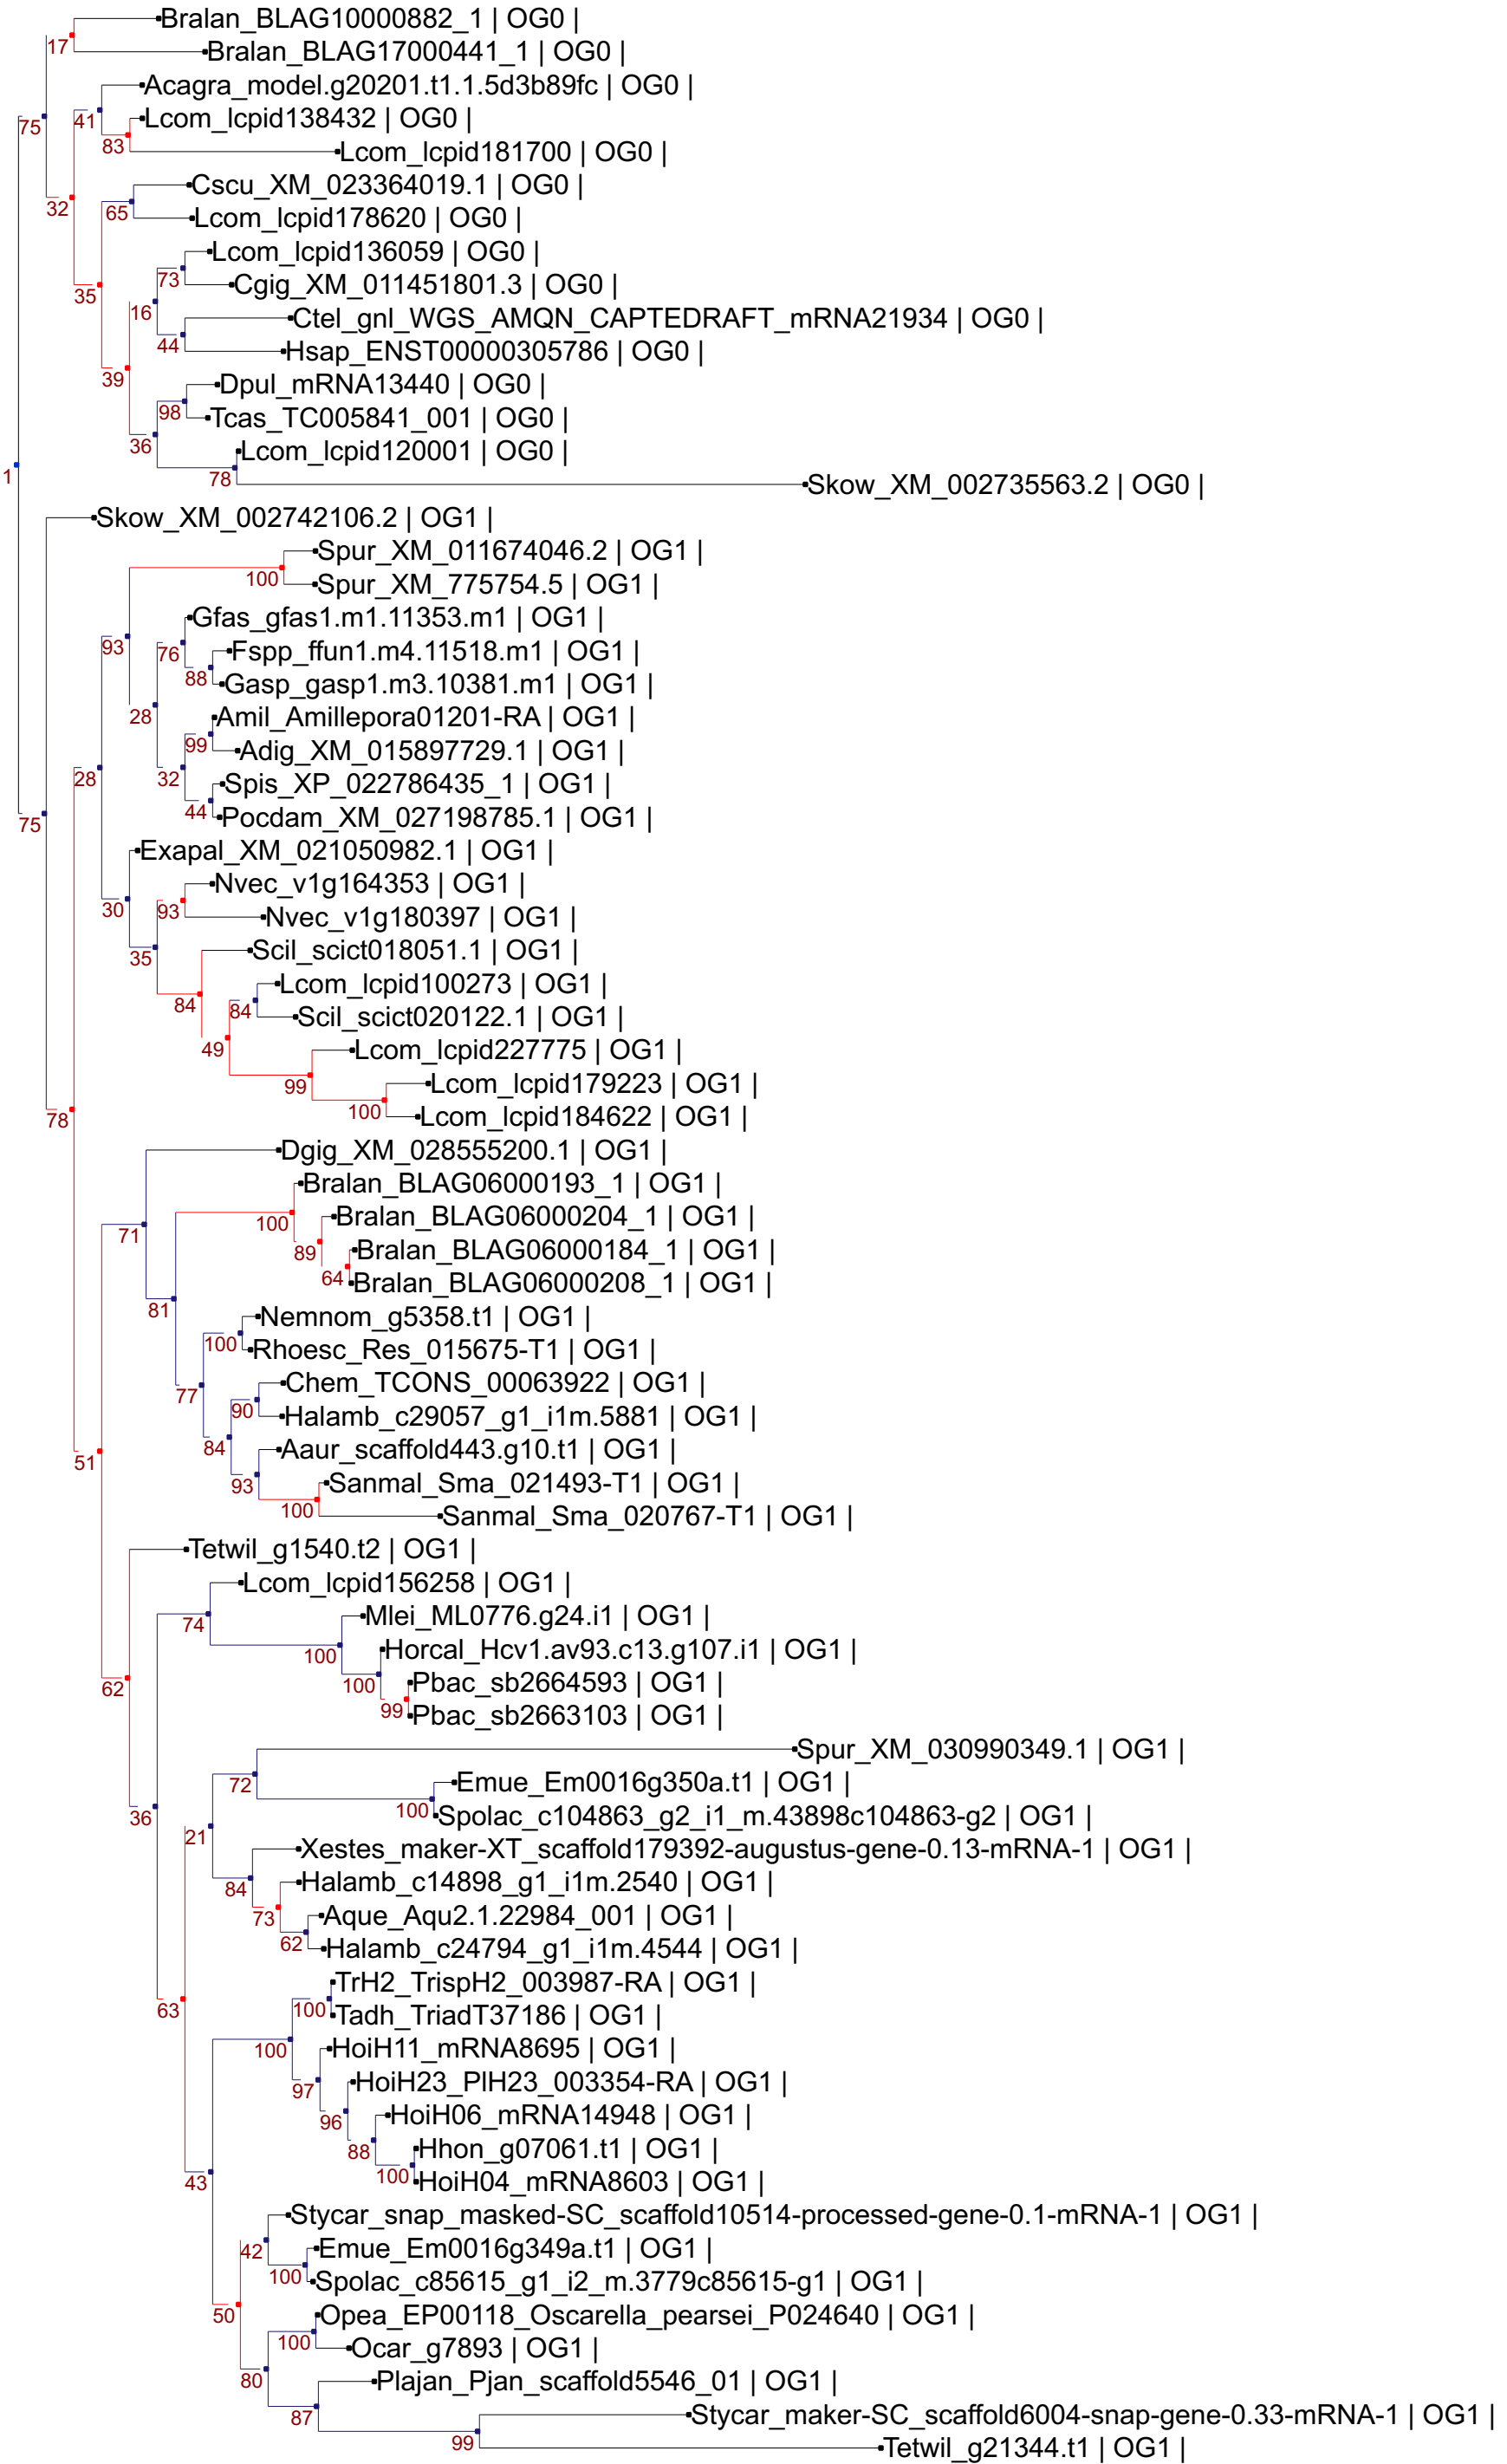 Bralan_BLAG10000882_1 | OG0 |
17
Bralan_BLAG17000441_1 | OG0 |
Acagra_model.g20201.t1.1.5d3b89fc | OG0 |
75
41
Lcom_lcpid138432 | OG0 |
83
Lcom_lcpid181700 | OG0 |
Cscu_XM_023364019.1 | OG0 |
32
65
Lcom_lcpid178620 | OG0 |
Lcom_lcpid136059 | OG0 |
73
Cgig_XM_011451801.3 | OG0 |
35
16
Ctel_gnl_WGS_AMQN_CAPTEDRAFT_mRNA21934 | OG0 |
44
Hsap_ENST00000305786 | OG0 |
39
Dpul_mRNA13440 | OG0 |
98
Tcas_TC005841_001 | OG0 |
36
Lcom_lcpid120001 | OG0 |
1
78
Skow_XM_002735563.2 | OG0 |
Skow_XM_002742106.2 | OG1 |
Spur_XM_011674046.2 | OG1 |
100
Spur_XM_775754.5 | OG1 |
Gfas_gfas1.m1.11353.m1 | OG1 |
93
76
Fspp_ffun1.m4.11518.m1 | OG1 |
88
Gasp_gasp1.m3.10381.m1 | OG1 |
28
Amil_Amillepora01201-RA | OG1 |
99
Adig_XM_015897729.1 | OG1 |
28
32
Spis_XP_022786435_1 | OG1 |
44
Pocdam_XM_027198785.1 | OG1 |
75
Exapal_XM_021050982.1 | OG1 |
Nvec_v1g164353 | OG1 |
30
93
Nvec_v1g180397 | OG1 |
35
Scil_scict018051.1 | OG1 |
Lcom_lcpid100273 | OG1 |
84
84
Scil_scict020122.1 | OG1 |
49
Lcom_lcpid227775 | OG1 |
99
Lcom_lcpid179223 | OG1 |
100
Lcom_lcpid184622 | OG1 |
78
Dgig_XM_028555200.1 | OG1 |
Bralan_BLAG06000193_1 | OG1 |
100
Bralan_BLAG06000204_1 | OG1 |
71
89
Bralan_BLAG06000184_1 | OG1 |
64
Bralan_BLAG06000208_1 | OG1 |
81
Nemnom_g5358.t1 | OG1 |
100
Rhoesc_Res_015675-T1 | OG1 |
Chem_TCONS_00063922 | OG1 |
77
90
Halamb_c29057_g1_i1m.5881 | OG1 |
84
Aaur_scaffold443.g10.t1 | OG1 |
51
93
Sanmal_Sma_021493-T1 | OG1 |
100
Sanmal_Sma_020767-T1 | OG1 |
Tetwil_g1540.t2 | OG1 |
Lcom_lcpid156258 | OG1 |
74
Mlei_ML0776.g24.i1 | OG1 |
100
Horcal_Hcv1.av93.c13.g107.i1 | OG1 |
62
100
Pbac_sb2664593 | OG1 |
99
Pbac_sb2663103 | OG1 |
Spur_XM_030990349.1 | OG1 |
72
Emue_Em0016g350a.t1 | OG1 |
36
100
Spolac_c104863_g2_i1_m.43898c104863-g2 | OG1 |
21
Xestes_maker-XT_scaffold179392-augustus-gene-0.13-mRNA-1 | OG1 |
84
Halamb_c14898_g1_i1m.2540 | OG1 |
73
Aque_Aqu2.1.22984_001 | OG1 |
62
Halamb_c24794_g1_i1m.4544 | OG1 |
TrH2_TrispH2_003987-RA | OG1 |
63
100
Tadh_TriadT37186 | OG1 |
100
HoiH11_mRNA8695 | OG1 |
97
HoiH23_PlH23_003354-RA | OG1 |
96
HoiH06_mRNA14948 | OG1 |
88
Hhon_g07061.t1 | OG1 |
43
100
HoiH04_mRNA8603 | OG1 |
Stycar_snap_masked-SC_scaffold10514-processed-gene-0.1-mRNA-1 | OG1 |
42
Emue_Em0016g349a.t1 | OG1 |
100
Spolac_c85615_g1_i2_m.3779c85615-g1 | OG1 |
50
Opea_EP00118_Oscarella_pearsei_P024640 | OG1 |
100
Ocar_g7893 | OG1 |
80
Plajan_Pjan_scaffold5546_01 | OG1 |
87
Stycar_maker-SC_scaffold6004-snap-gene-0.33-mRNA-1 | OG1 |
99
Tetwil_g21344.t1 | OG1 |